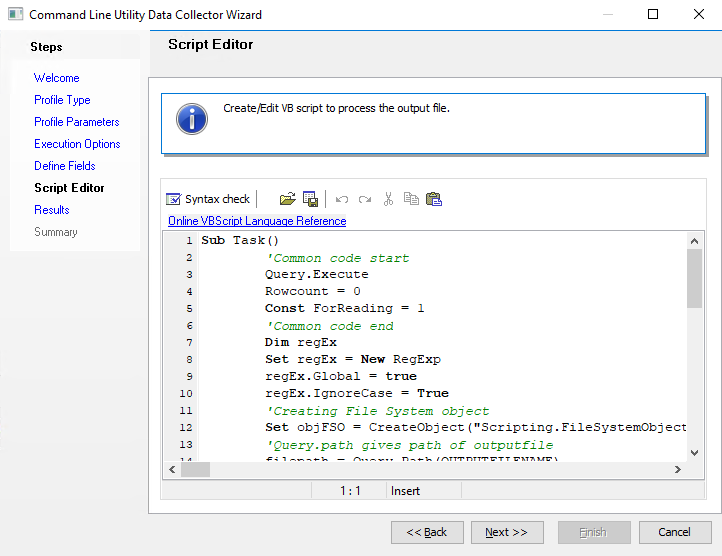 Command Line Utility Data Collector Wizard
Steps
Welcome
Profile Type
Profile Parameters
Execution Options
Define Fields
Script Editor
Results
Summary
Script Editor
Create/Edit VB script to process the output file.
Syntax check
Online VBScript Language Reference
1 Sub Task()
2 'Common code start
3 Query.Execute
4 Rowcount = 0
5 Const ForReading = 1
6 'Common code end
7 Dim regEx
8 Set regEx = New RegExp
9 regEx.Global = true
10 regEx.IgnoreCase = True
11 'Creating File System object
12 Set objFSO = CreateObject("Scripting.FileSystemObject
13 'Query.path gives path of outputfile
14 filepath = Query.Path(OUTPUTFILENAME)
1 : 1 Insert
<< Back Next >> Finish Cancel